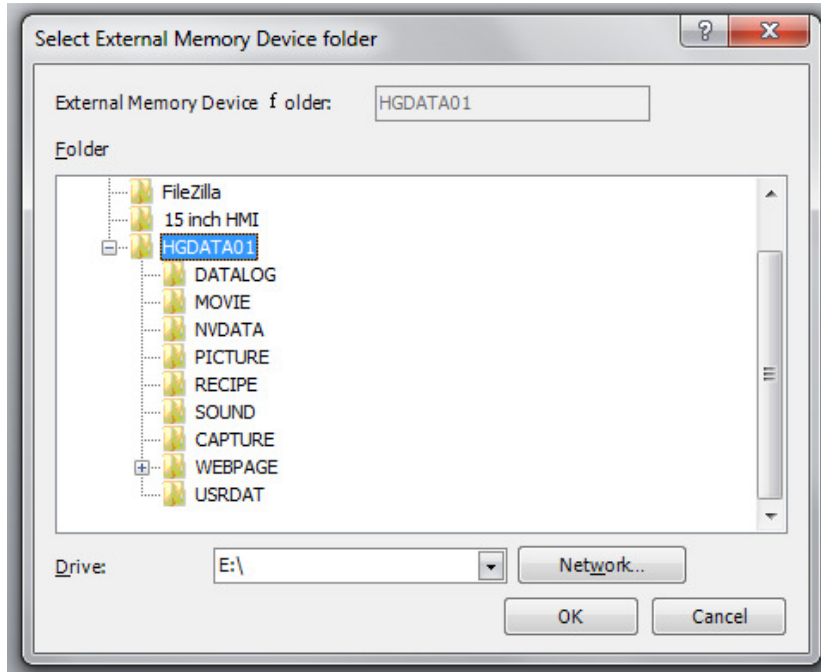 Select External Memory Device folder
External Memory Device f older: HGDATA01
Folder
FileZilla
15 inch HMI
HGDATA01
DATALOG
MOVIE
NVDATA
PICTURE
RECIPE
SOUND
CAPTURE
WEBPAGE
USRDAT
Drive: E:\ Network...
OK Cancel